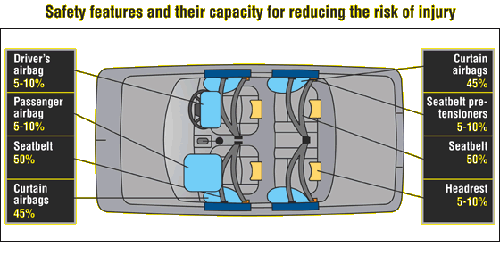 Safety features and their capacity for reducing the risk of injury
Driver's
airbag
5-10%
Passenger
airbag
5-10%
Seatbelt
50%
Curtain
airbags
45%
Curtain
airbags
45%
Seatbelt pre-
tensioners
5-10%
Seatbelt
50%
Headrest
5-10%